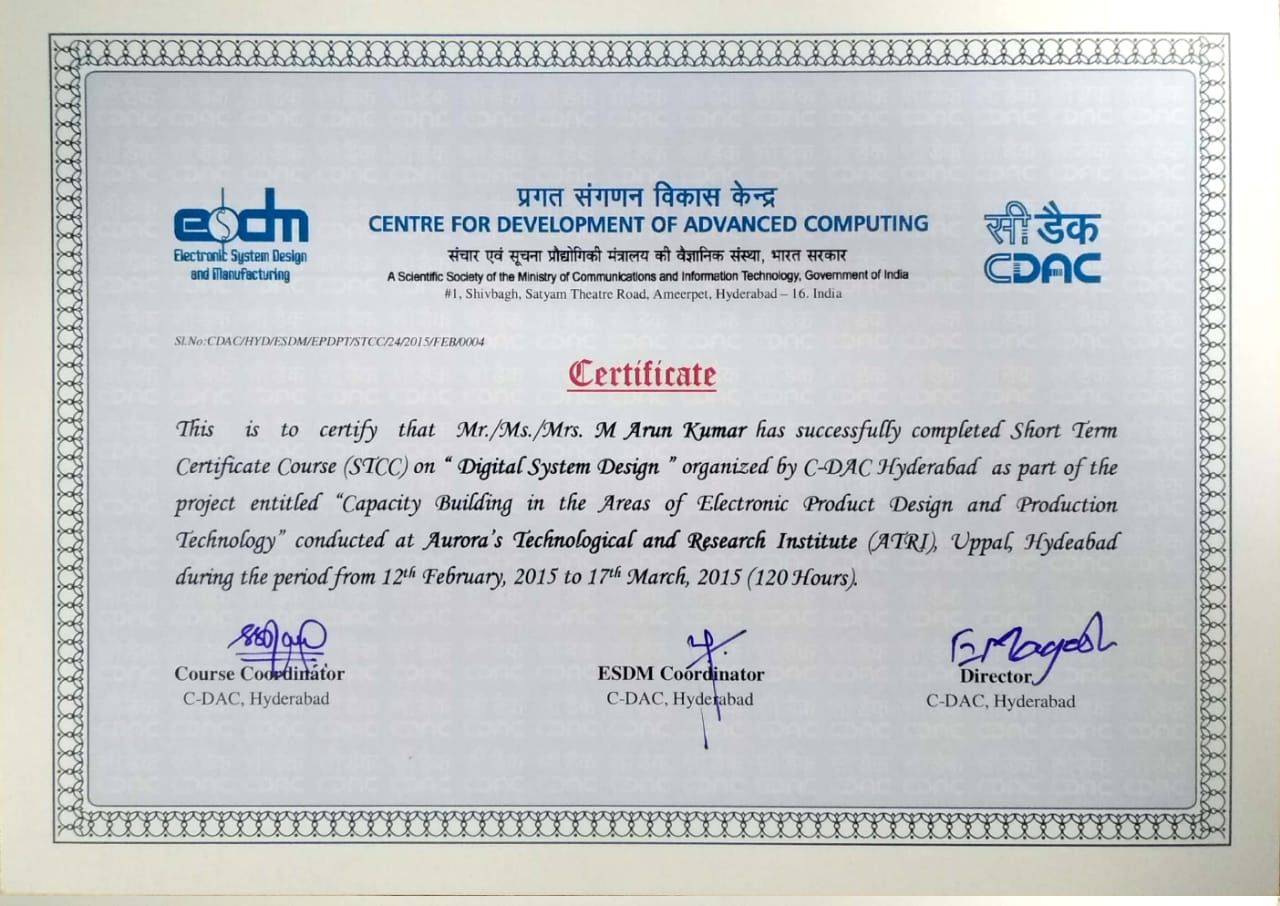 प्रगत संगणन विकास केन्द्र
CENTRE FOR DEVELOPMENT OF ADVANCED COMPUTING
संचार एवं सूचना प्रौद्योगिकी मंत्रालय की वैज्ञानिक संस्था, भारत सरकार
A Scientific Society of the Ministry of Communications and Information Technology, Government of India
#1, Shivbagh, Satyam Theatre Road, Ameerpet, Hyderabad – 16. India
esdm
Electronic System Design
and Manufacturing
सी डैक
CDAC
Sl.No:CDAC/HYD/ESDM/EPDPT/STCC/24/2015/FEB/0004
Certificate
This is to certify that Mr./Ms./Mrs. M Arun Kumar has successfully completed Short Term
Certificate Course (STCC) on “ Digital System Design ” organized by C-DAC Hyderabad as part of the
project entitled “Capacity Building in the Areas of Electronic Product Design and Production
Technology” conducted at Aurora’s Technological and Research Institute (ATRI), Uppal, Hydeabad
during the period from 12th February, 2015 to 17th March, 2015 (120 Hours).
Course Coordinator
C-DAC, Hyderabad
ESDM Coordinator
C-DAC, Hyderabad
Director
C-DAC, Hyderabad